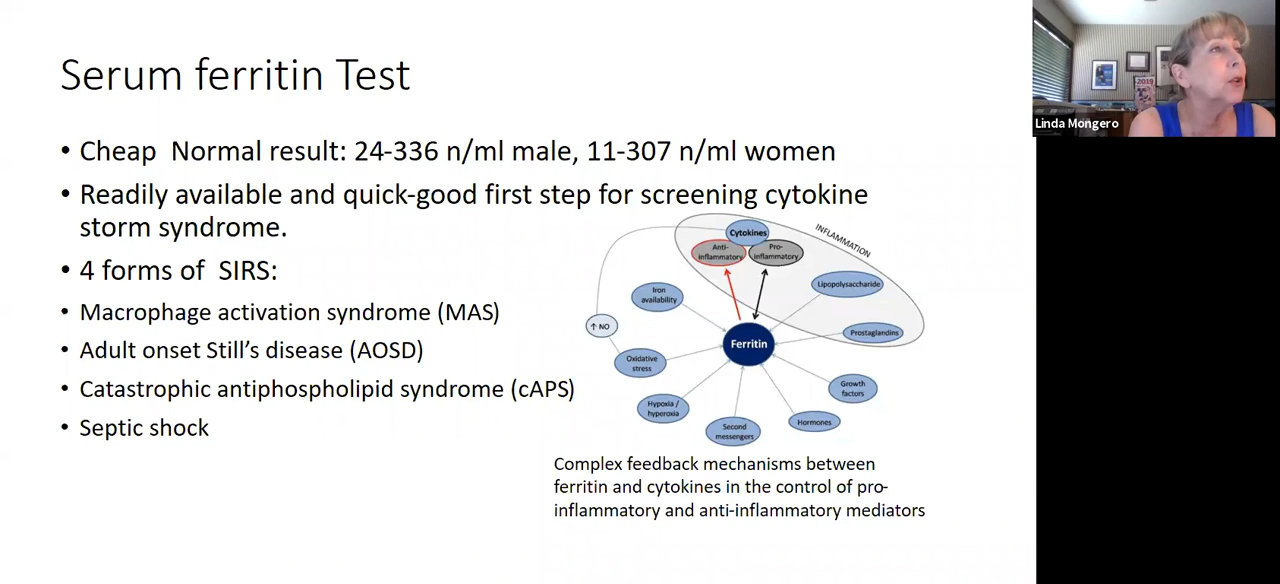 Serum ferritin Test
• Cheap  Normal result: 24-336 n/ml male, 11-307 n/ml women
• Readily available and quick-good first step for screening cytokine
storm syndrome.
• 4 forms of  SIRS:
• Macrophage activation syndrome (MAS)
• Adult onset Still's disease (AOSD)
• Catastrophic antiphospholipid syndrome (cAPS)
• Septic shock
Cytokines
INFLAMMATION
Anti-
inflammatory
Pro-
inflammatory
Lipopolysaccharide
Iron
availability
↑ NO
Prostaglandins
Ferritin
Oxidative
stress
Growth
factors
Hypoxia /
hyperoxia
Second
messengers
Hormones
Complex feedback mechanisms between
ferritin and cytokines in the control of pro-
inflammatory and anti-inflammatory mediators
2019
Linda Mongero